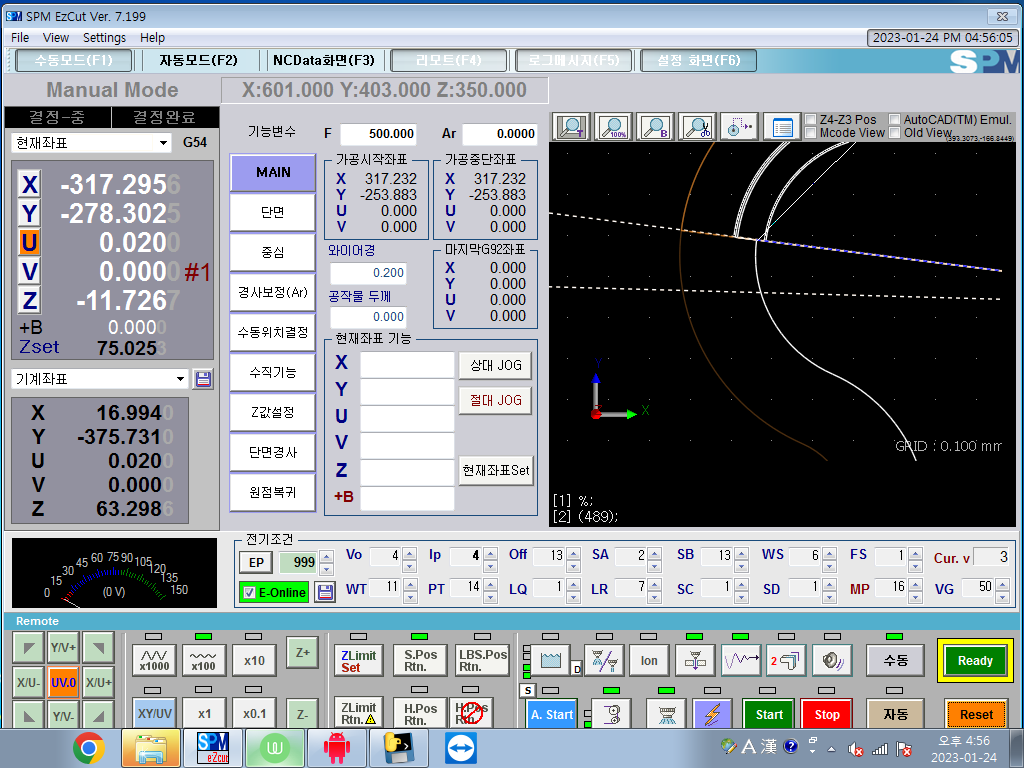 SPM EzCut Ver. 7.199
File View Settings Help
2023-01-24 PM 04:56:05
수동모드(F1) 자동모드(F2) NCData화면(F3) 리모트(F4) 로그메시지(F5) 설정 화면(F6)
SPM
Manual Mode
X:601.000 Y:403.000 Z:350.000
결정-중 결정완료
현재좌표 G54
X -317.2956
Y -278.3025
U 0.0200
V 0.0000 #1
Z -11.7267
+B 0.0000
Zset 75.0253
기계좌표
X 16.9940
Y -375.7310
U 0.0200
V 0.0000
Z 63.2986
기능변수 F 500.000 Ar 0.0000
MAIN
단면
중심
경사보정(Ar)
수동위치결정
수직기능
Z값설정
단면경사
원점복귀
가공시작좌표
X 317.232
Y -253.883
U 0.000
V 0.000
가공중단좌표
X 317.232
Y -253.883
U 0.000
V 0.000
와이어경
0.200
공작물 두께
0.000
마지막G92좌표
X 0.000
Y 0.000
U 0.000
V 0.000
현재좌표 기능
X
Y
U
V
Z
+B
상대 JOG
절대 JOG
현재좌표Set
T 100% B
Z4-Z3 Pos AutoCAD(TM) Emul.
Mcode View Old View
(393.3073,-166.8449)
Y
X
GRID : 0.100 mm
[1] %;
[2] (489);
0 15 30 45 60 75 90 105 120 135 150
(0 V)
전기조건
EP 999
E-Online
Vo 4 Ip 4 Off 13 SA 2 SB 13 WS 6 FS 1 Cur. v 3
WT 11 PT 14 LQ 1 LR 7 SC 1 SD 1 MP 16 VG 50
Remote
Y/V+
X/U- UV.0 X/U+
Y/V-
x1000 x100 x10 Z+
XY/UV x1 x0.1 Z-
ZLimit Set
S.Pos Rtn.
LBS.Pos Rtn.
ZLimit Rtn.
H.Pos Rtn.
H.Pos Rtn.
D Ion 2 수동 Ready
S A. Start Start Stop 자동 Reset
SPM eZcut
A 漢
오후 4:56
2023-01-24